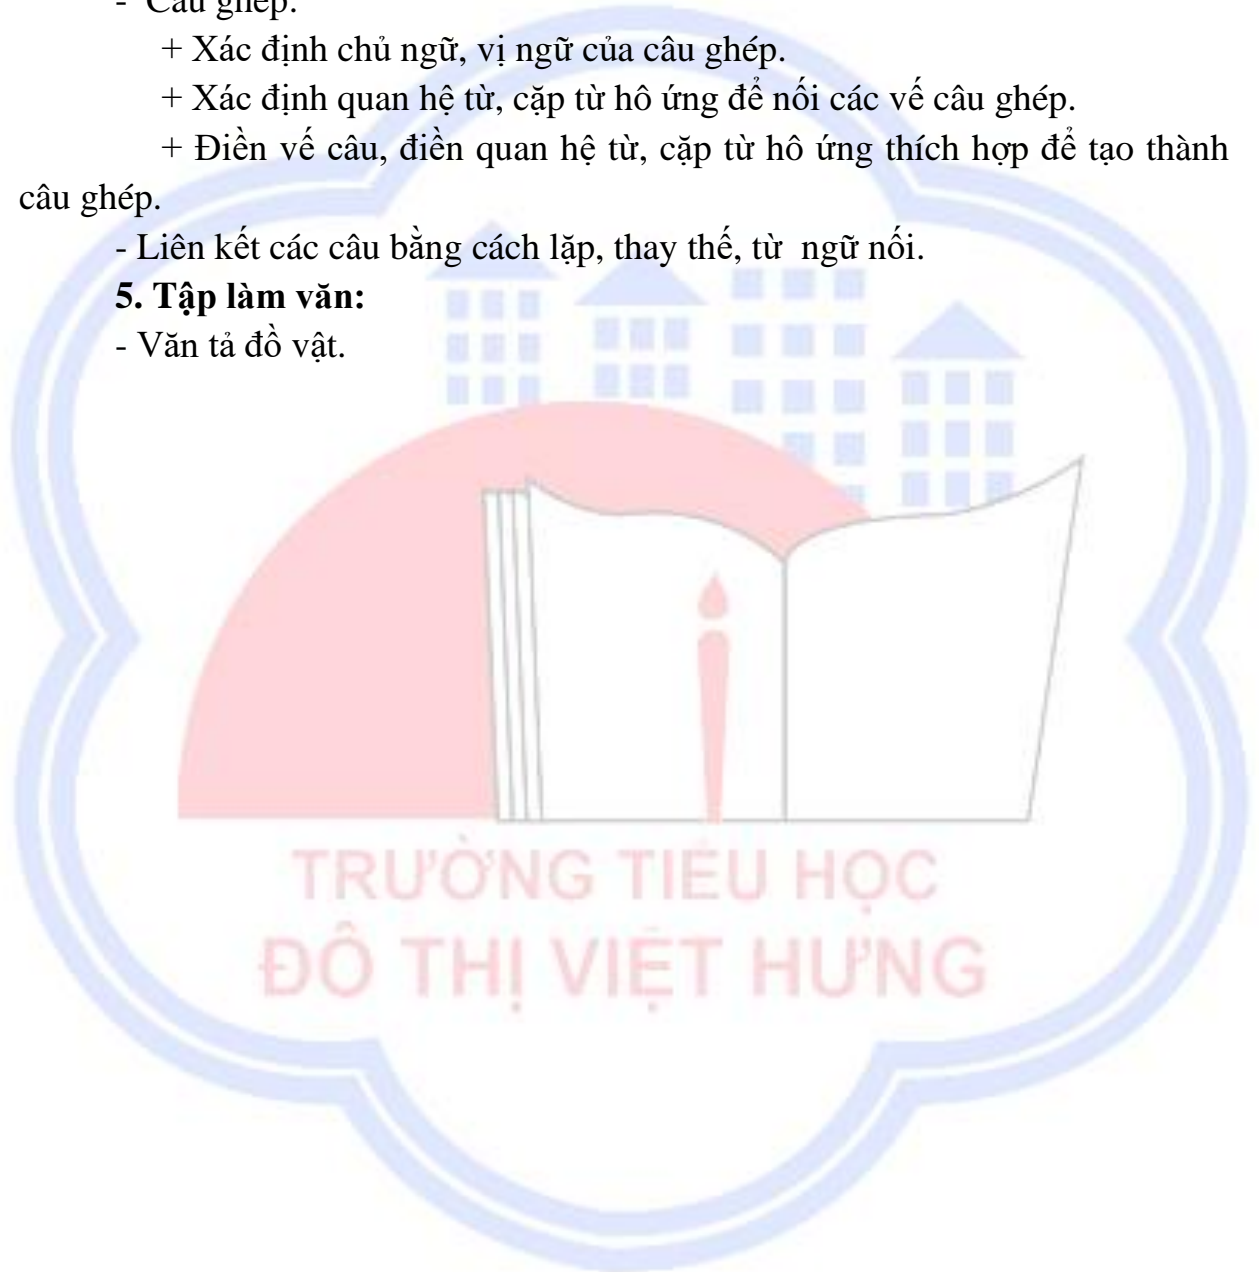 - Câu ghép:
+ Xác định chủ ngữ, vị ngữ của câu ghép.
+ Xác định quan hệ từ, cặp từ hô ứng để nối các vế câu ghép.
+ Điền vế câu, điền quan hệ từ, cặp từ hô ứng thích hợp để tạo thành
câu ghép.
- Liên kết các câu bằng cách lặp, thay thế, từ ngữ nối.
5. Tập làm văn:
- Văn tả đồ vật.
TRƯỜNG TIỂU HỌC
ĐÔ THỊ VIỆT HƯNG